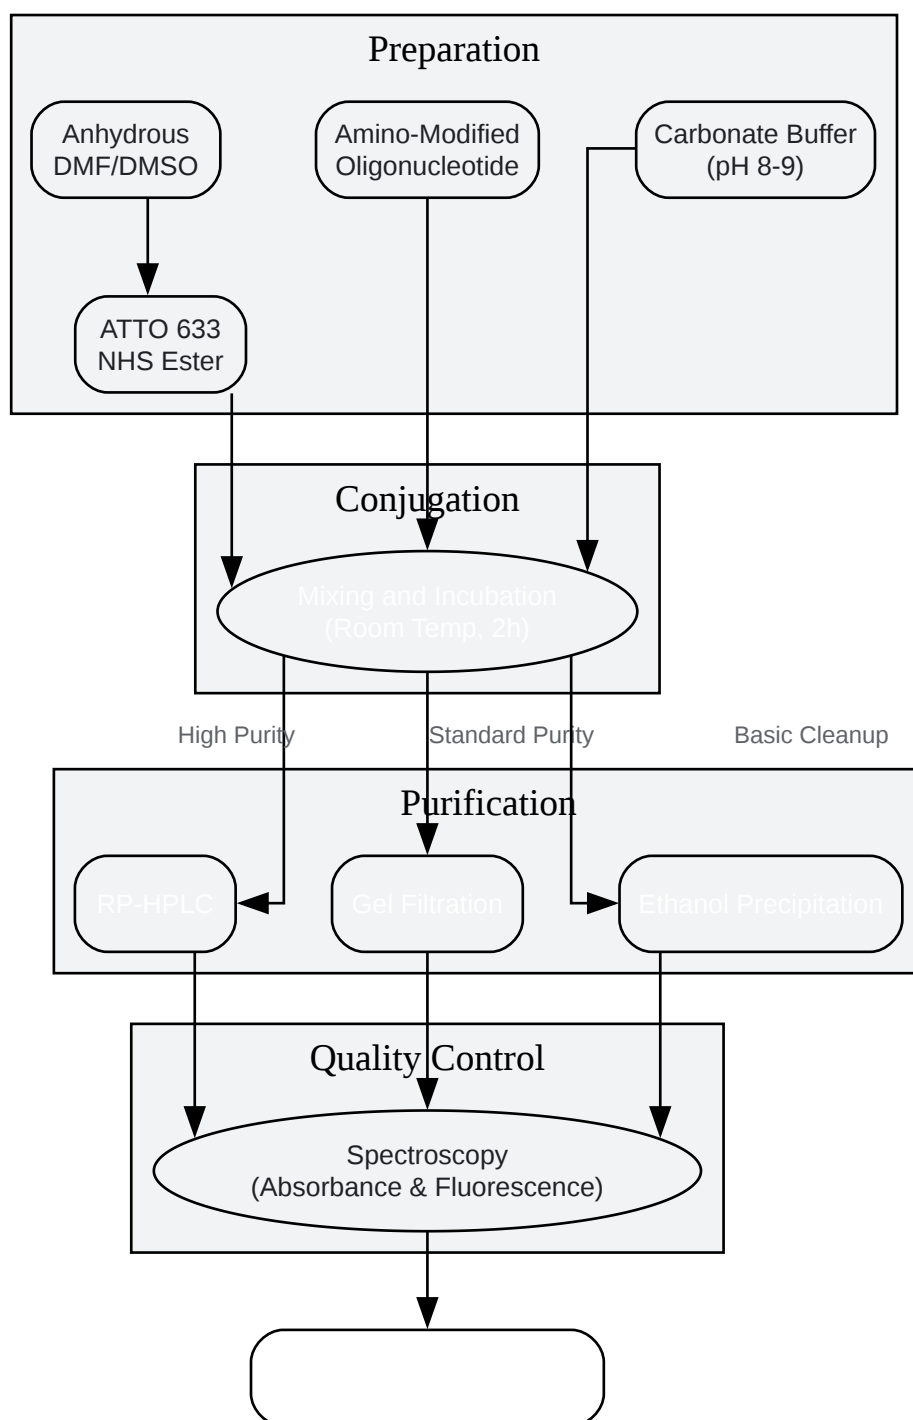 Preparation
Anhydrous
DMF/DMSO
Amino-Modified
Oligonucleotide
Carbonate Buffer
(pH 8-9)
ATTO 633
NHS Ester
Conjugation
Mixing and Incubation
(Room Temp, 2h)
High Purity
Standard Purity
Basic Cleanup
Purification
RP-HPLC
Gel Filtration
Ethanol Precipitation
Quality Control
Spectroscopy
(Absorbance & Fluorescence)